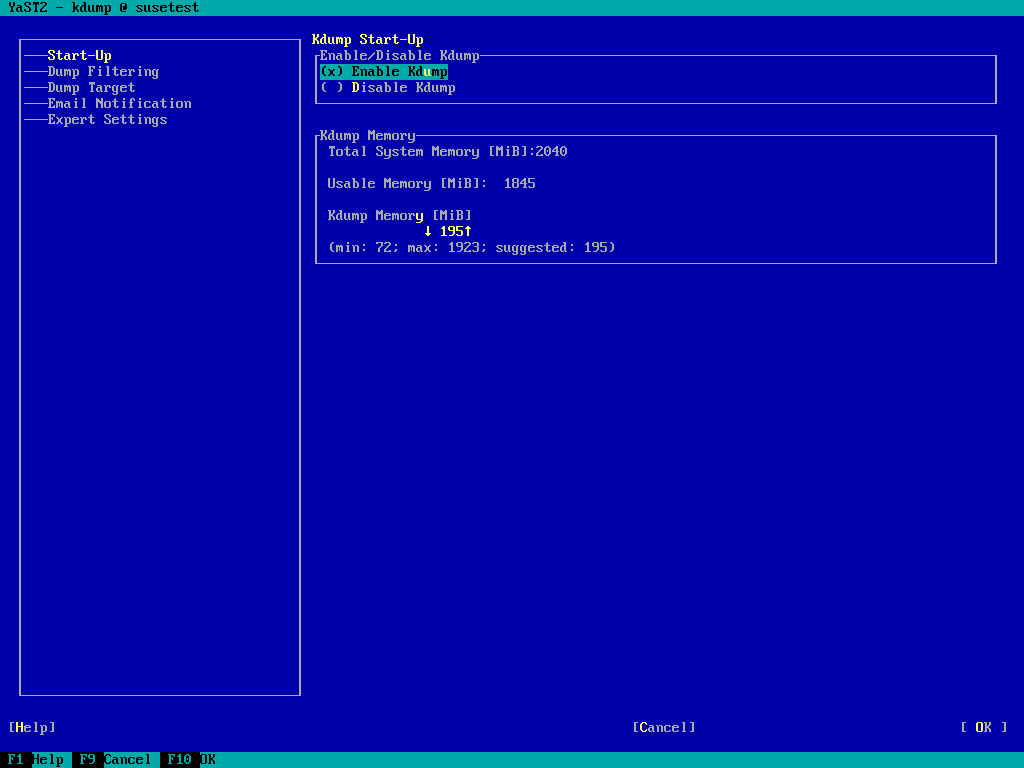 YaST2 - kdump @ susetest
Start-Up
Dump Filtering
Dump Target
Email Notification
Expert Settings
Kdump Start-Up
Enable/Disable Kdump
(x) Enable Kdump
( ) Disable Kdump
Kdump Memory
Total System Memory [MiB]:2040
Usable Memory [MiB]:  1845
Kdump Memory [MiB]
↓ 195↑
(min: 72; max: 1923; suggested: 195)
[Help] [Cancel] [ OK ]
F1 Help F9 Cancel F10 OK